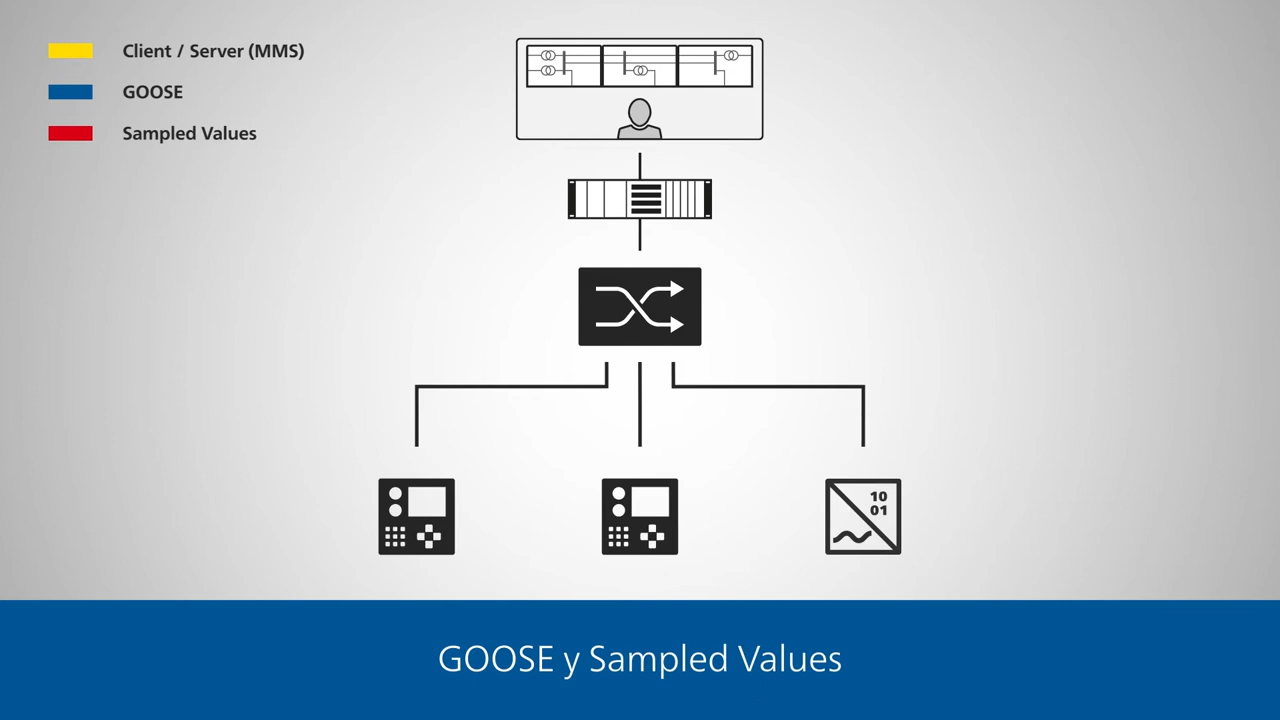 Client / Server (MMS)
GOOSE
Sampled Values
10
01
GOOSE y Sampled Values